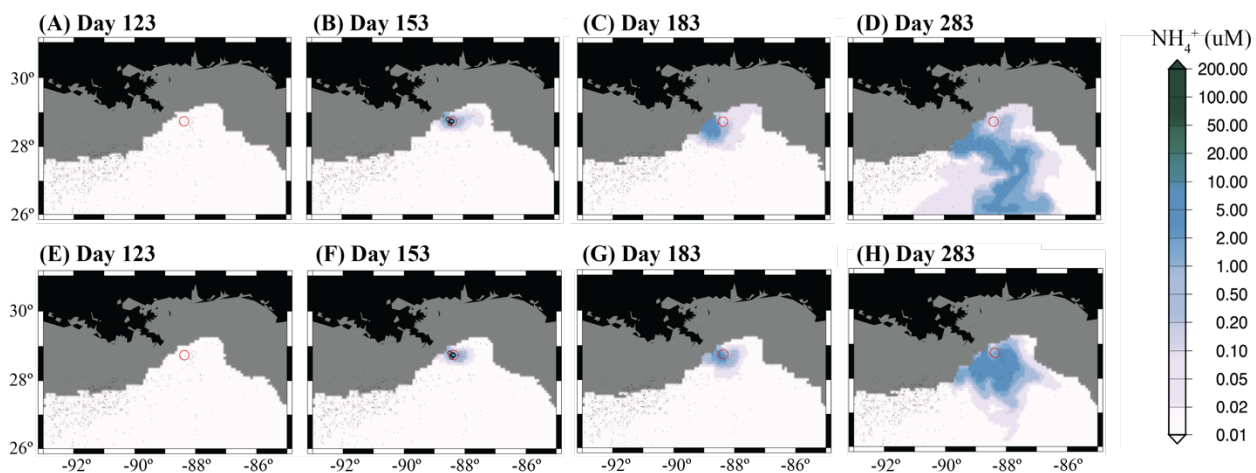 (A) Day 123 (B) Day 153 (C) Day 183 (D) Day 283
NH₄⁺ (uM)
30º
28º
26º
200.00
100.00
50.00
20.00
10.00
5.00
2.00
1.00
0.50
0.20
0.10
0.05
0.02
0.01
(E) Day 123 (F) Day 153 (G) Day 183 (H) Day 283
30º
28º
26º
-92º -90º -88º -86º -92º -90º -88º -86º -92º -90º -88º -86º -92º -90º -88º -86º